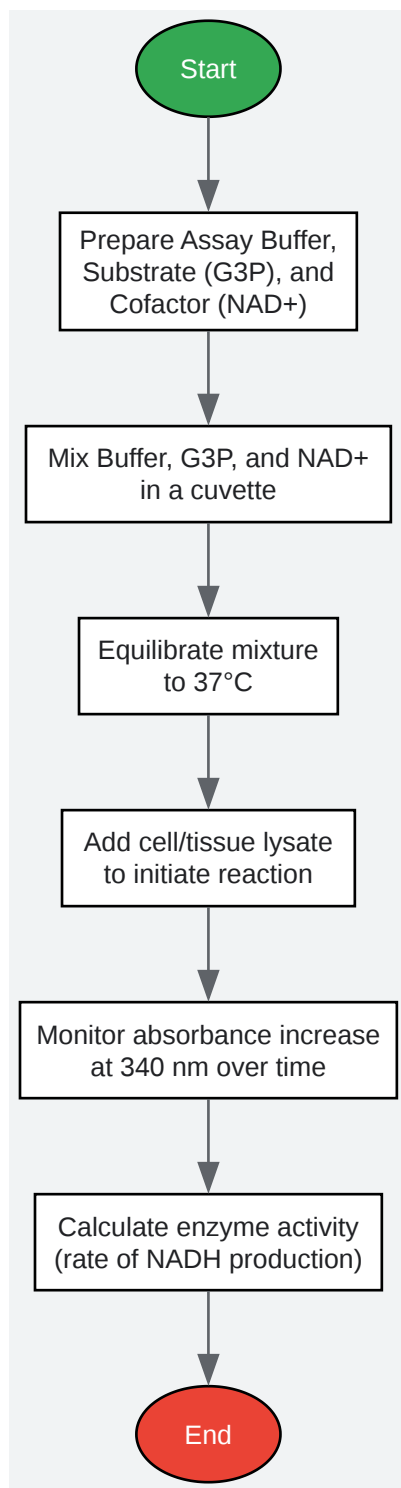 Start
Prepare Assay Buffer,
Substrate (G3P), and
Cofactor (NAD+)
Mix Buffer, G3P, and NAD+
in a cuvette
Equilibrate mixture
to 37°C
Add cell/tissue lysate
to initiate reaction
Monitor absorbance increase
at 340 nm over time
Calculate enzyme activity
(rate of NADH production)
End